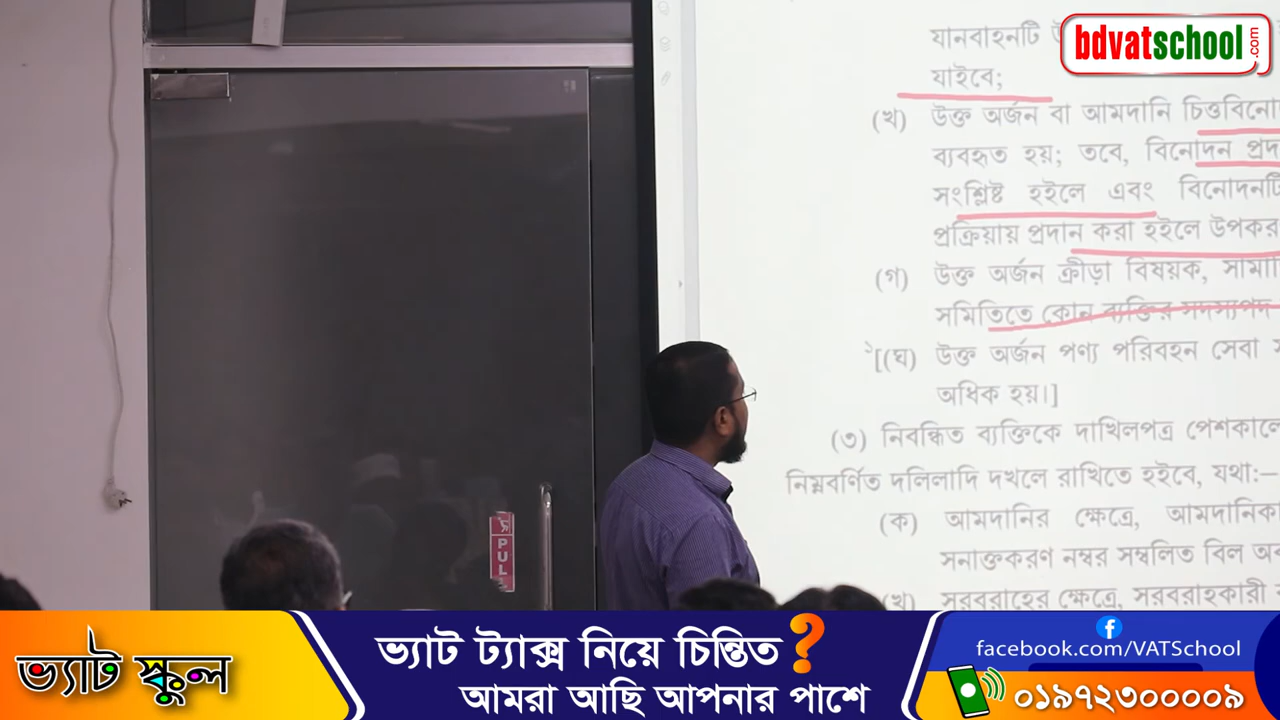 bdvatschool.com
যানবাহনটি
যাইবে;
(খ) উক্ত অর্জন বা আমদানি চিত্তবিনো
ব্যবহৃত হয়; তবে, বিনোদন প্রদ
সংশ্লিষ্ট হইলে এবং বিনোদনটি
প্রক্রিয়ায় প্রদান করা হইলে উপকর
(গ) উক্ত অর্জন ক্রীড়া বিষয়ক, সামা
সমিতিতে কোন ব্যক্তির সদস্যপদ
১[(ঘ) উক্ত অর্জন পণ্য পরিবহন সেবা
অধিক হয়।]
(৩) নিবন্ধিত ব্যক্তিকে দাখিলপত্র পেশকালে
নিম্নবর্ণিত দলিলাদি দখলে রাখিতে হইবে, যথা:–
(ক) আমদানির ক্ষেত্রে, আমদানিকা
সনাক্তকরণ নম্বর সম্বলিত বিল অব
(খ) সরবরাহের ক্ষেত্রে, সরবরাহকারী
PUL
ভ্যাট স্কুল
ভ্যাট ট্যাক্স নিয়ে চিন্তিত?
আমরা আছি আপনার পাশে
facebook.com/VATSchool
০১৯৭২৩০০০০৯